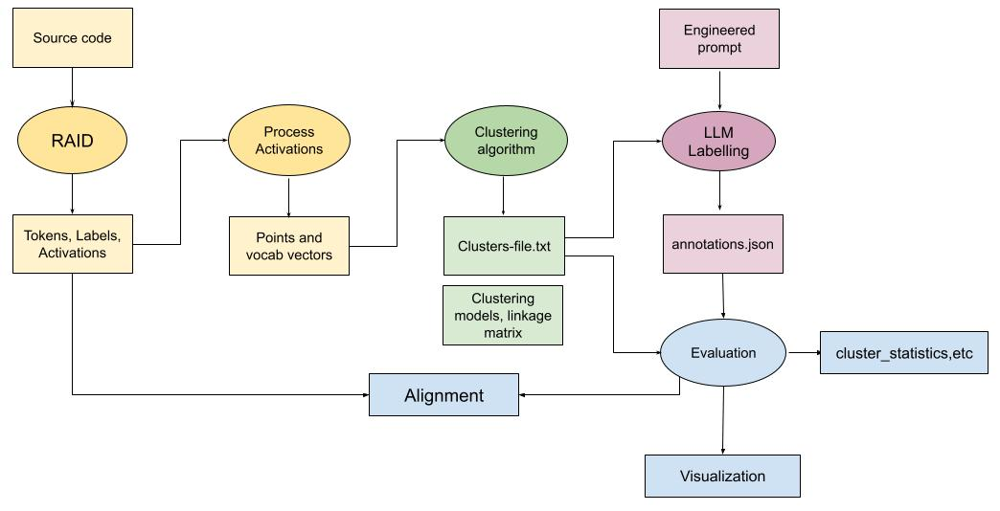 Source code
Engineered
prompt
RAID
Process
Activations
Clustering
algorithm
LLM
Labelling
Tokens, Labels,
Activations
Points and
vocab vectors
Clusters-file.txt
annotations.json
Clustering
models, linkage
matrix
Evaluation
cluster_statistics,etc
Alignment
Visualization